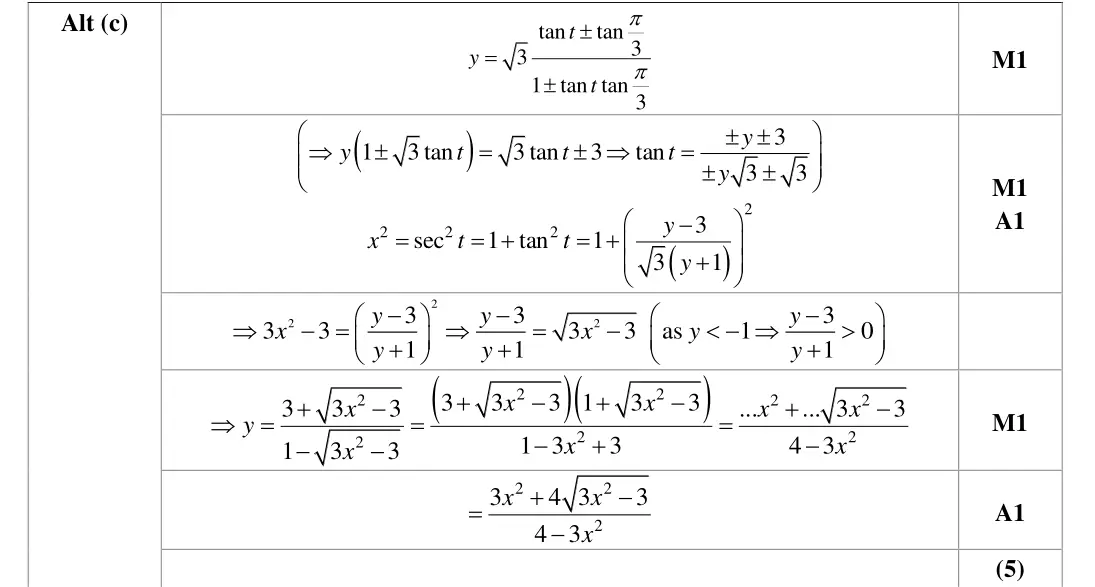 Alt (c)
y = √3 (tan t ± tan π/3)/(1 ± tan t tan π/3)
M1
(⇒ y(1 ± √3 tan t) = √3 tan t ± 3 ⇒ tan t = (±y ± 3)/(±y√3 ± √3))
x² = sec² t = 1 + tan² t = 1 + ((y − 3)/(√3(y + 1)))²
M1
A1
⇒ 3x² − 3 = ((y − 3)/(y + 1))² ⇒ (y − 3)/(y + 1) = √(3x² − 3) (as y < −1 ⇒ (y − 3)/(y + 1) > 0)
⇒ y = (3 + √(3x² − 3))/(1 − √(3x² − 3)) = ((3 + √(3x² − 3))(1 + √(3x² − 3)))/(1 − 3x² + 3) = (...x² + ...√(3x² − 3))/(4 − 3x²)
M1
= (3x² + 4√(3x² − 3))/(4 − 3x²)
A1
(5)